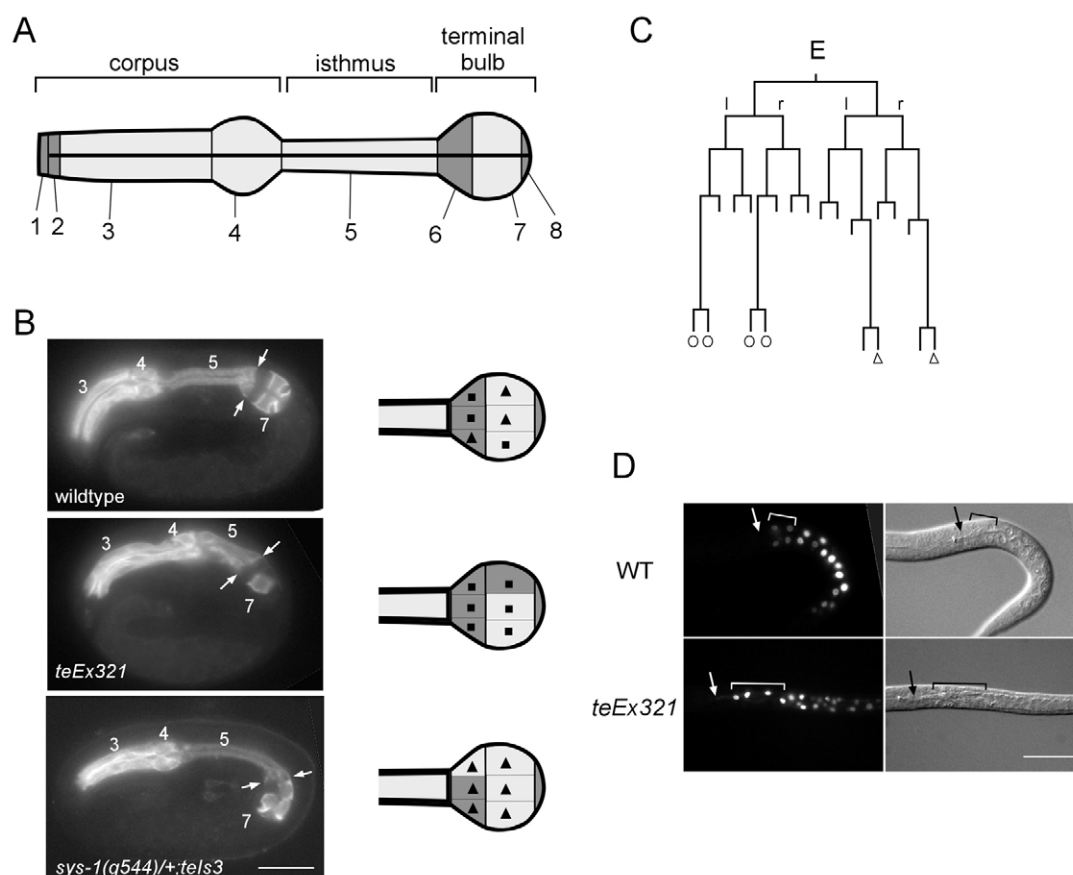 A
corpus
isthmus
terminal
bulb
1 2 3 4 5 6 7 8
B
3 4 5
7
wildtype
3 4 5
7
teEx321
3 4 5
7
sys-1(q544)/+;teIs3
C
E
l r l r
D
WT
teEx321